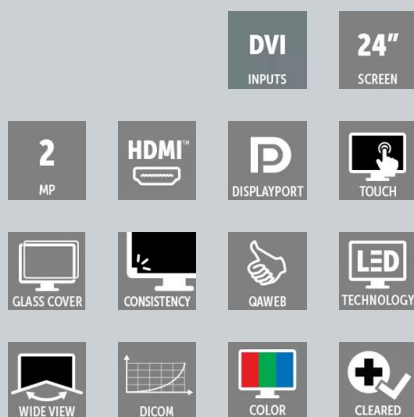 DVI
INPUTS
24"
SCREEN
2
MP
HDMI™
DISPLAYPORT
TOUCH
GLASS COVER
CONSISTENCY
QAWEB
LED
TECHNOLOGY
WIDE VIEW
DICOM
COLOR
CLEARED